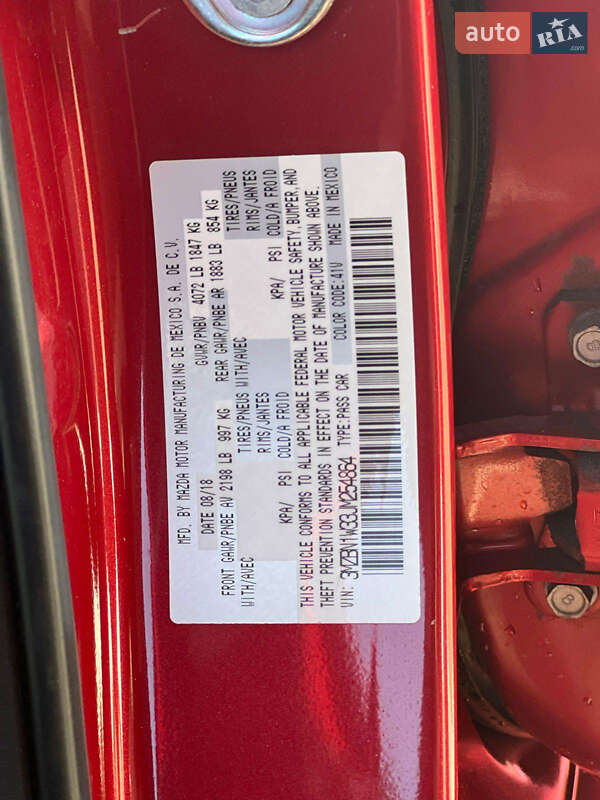 auto RIA .com
MFD. BY MAZDA MOTOR MANUFACTURING DE MEXICO S.A. DE C.V.
DATE 08/18 GVWR/PNBV 4072 LB 1847 KG
FRONT GAWR/PNBE AV 2198 LB 997 KG REAR GAWR/PNBE AR 1883 LB 854 KG
WITH/AVEC TIRES/PNEUS WITH/AVEC TIRES/PNEUS
RIMS/JANTES RIMS/JANTES
KPA/ PSI COLD/A FROID KPA/ PSI COLD/A FROID
THIS VEHICLE CONFORMS TO ALL APPLICABLE FEDERAL MOTOR VEHICLE SAFETY, BUMPER, AND
THEFT PREVENTION STANDARDS IN EFFECT ON THE DATE OF MANUFACTURE SHOWN ABOVE.
VIN: 3MZBN1W33JM254864 TYPE:PASS CAR COLOR CODE:41V MADE IN MEXICO